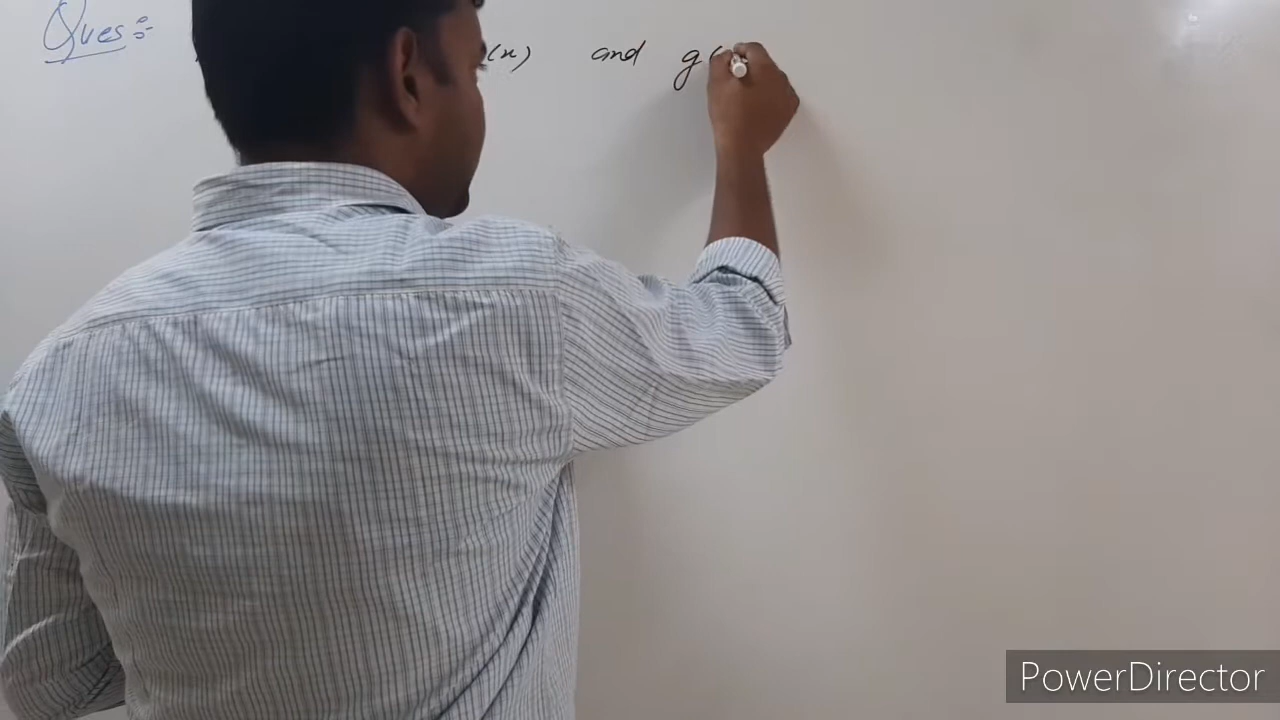 Ques:- (x) and g(
PowerDirector